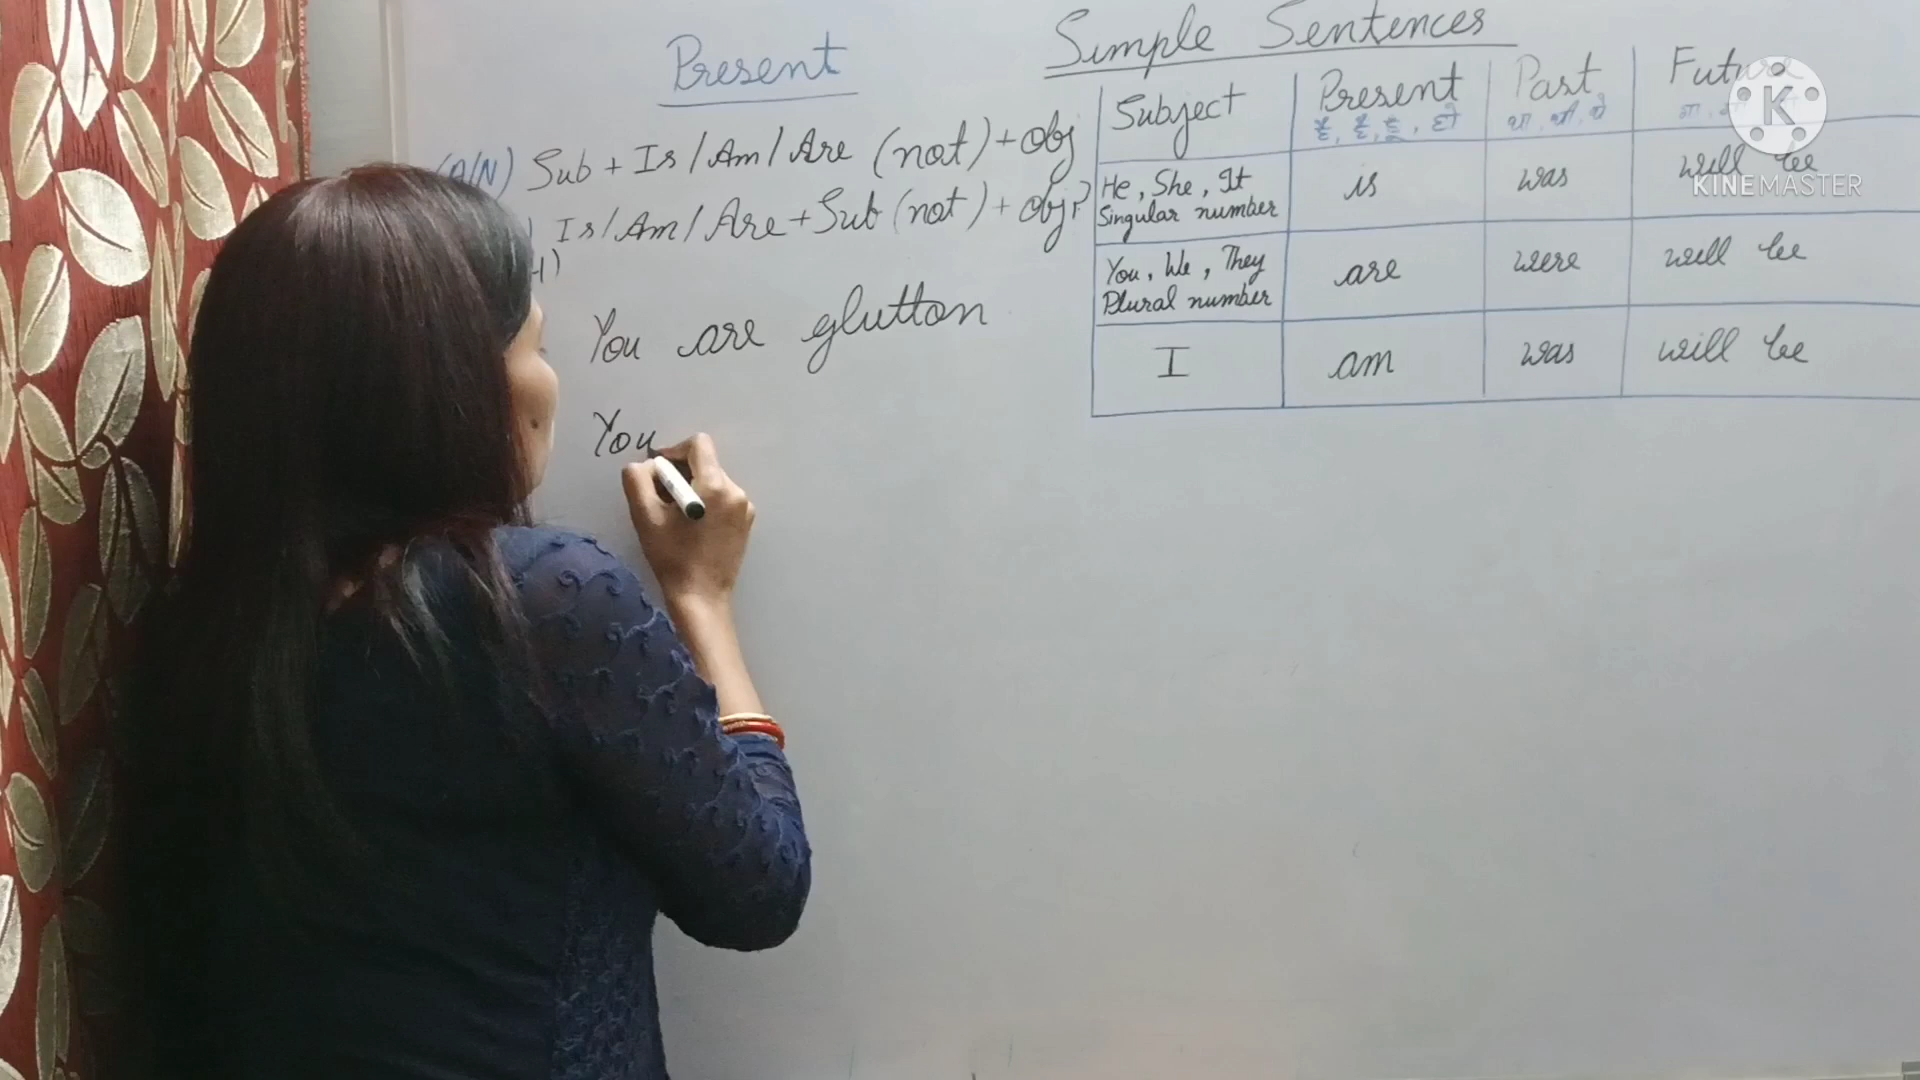 Present
(A/N) Sub + Is/Am/Are (not) + Obj
Is/Am/Are + Sub (not) + Obj?
You are glutton
You
Simple Sentences
Subject Present Past Future
है, हैं, हूँ, हो था, थी, थे
He, She, It is was will be
Singular number
You, We, They are were will be
Plural number
I am was will be
K
KINEMASTER